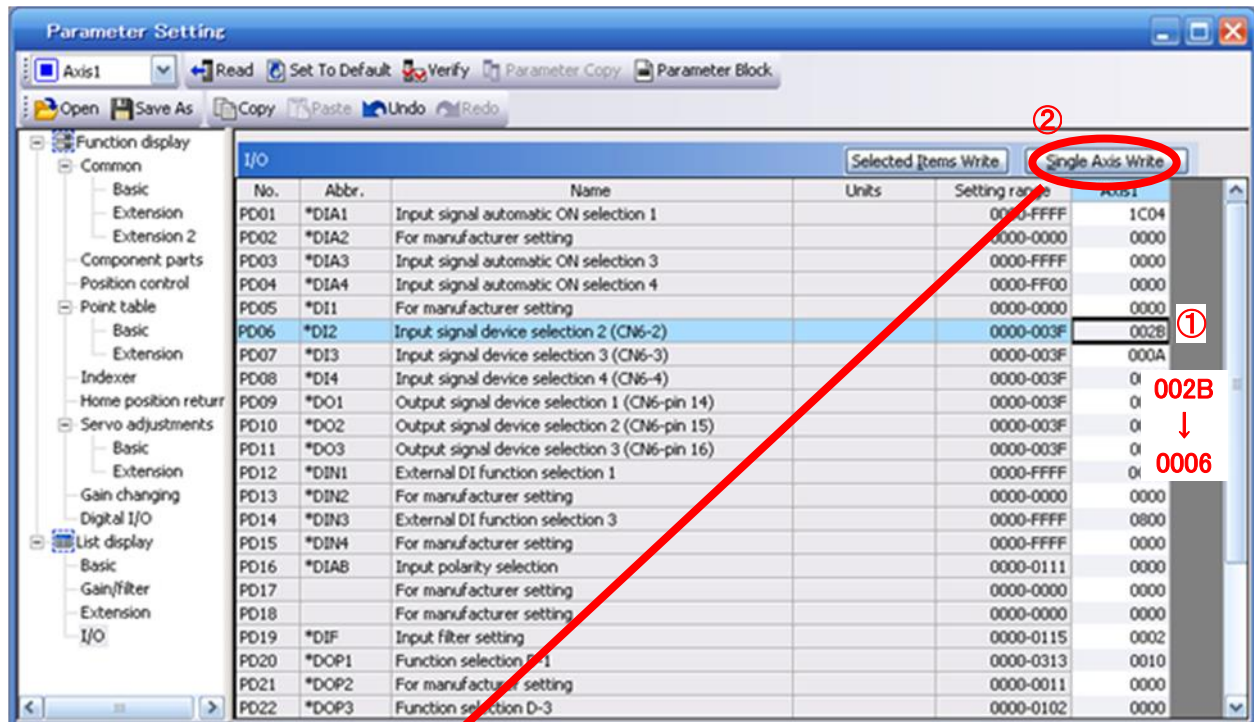 Parameter Setting
Axis1 Read Set To Default Verify Parameter Copy Parameter Block
Open Save As Copy Paste Undo Redo
②
Function display
Common
Basic
Extension
Extension 2
Component parts
Position control
Point table
Basic
Extension
Indexer
Home position returr
Servo adjustments
Basic
Extension
Gain changing
Digital I/O
List display
Basic
Gain/filter
Extension
I/O
I/O Selected Items Write Single Axis Write
No. Abbr. Name Units Setting range Axis1
PD01 *DIA1 Input signal automatic ON selection 1 0000-FFFF 1C04
PD02 *DIA2 For manufacturer setting 0000-0000 0000
PD03 *DIA3 Input signal automatic ON selection 3 0000-FFFF 0000
PD04 *DIA4 Input signal automatic ON selection 4 0000-FF00 0000
PD05 *DI1 For manufacturer setting 0000-0000 0000
PD06 *DI2 Input signal device selection 2 (CN6-2) 0000-003F 002B ①
PD07 *DI3 Input signal device selection 3 (CN6-3) 0000-003F 000A
PD08 *DI4 Input signal device selection 4 (CN6-4) 0000-003F
PD09 *DO1 Output signal device selection 1 (CN6-pin 14) 0000-003F
PD10 *DO2 Output signal device selection 2 (CN6-pin 15) 0000-003F
PD11 *DO3 Output signal device selection 3 (CN6-pin 16) 0000-003F
PD12 *DIN1 External DI function selection 1 0000-FFFF
002B
↓
0006
PD13 *DIN2 For manufacturer setting 0000-0000 0000
PD14 *DIN3 External DI function selection 3 0000-FFFF 0800
PD15 *DIN4 For manufacturer setting 0000-FFFF 0000
PD16 *DIAB Input polarity selection 0000-0111 0000
PD17 For manufacturer setting 0000-0000 0000
PD18 For manufacturer setting 0000-0000 0000
PD19 *DIF Input filter setting 0000-0115 0002
PD20 *DOP1 Function selection D-1 0000-0313 0010
PD21 *DOP2 For manufacturer setting 0000-0011 0000
PD22 *DOP3 Function selection D-3 0000-0102 0000